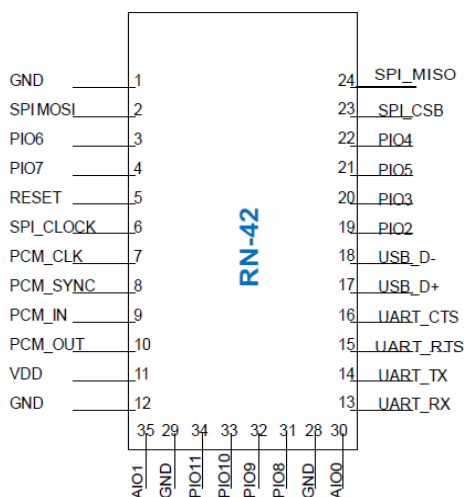 GND 1 24 SPI_MISO
SPIMOSI 2 23 SPI_CSB
PIO6 3 22 PIO4
PIO7 4 21 PIO5
RESET 5 20 PIO3
SPI_CLOCK 6 19 PIO2
PCM_CLK 7 18 USB_D-
PCM_SYNC 8 17 USB_D+
PCM_IN 9 16 UART_CTS
PCM_OUT 10 15 UART_RTS
VDD 11 14 UART_TX
GND 12 13 UART_RX
RN-42
35 29 34 33 32 31 28 30
AIO1 GND PIO11 PIO10 PIO9 PIO8 GND AIO0